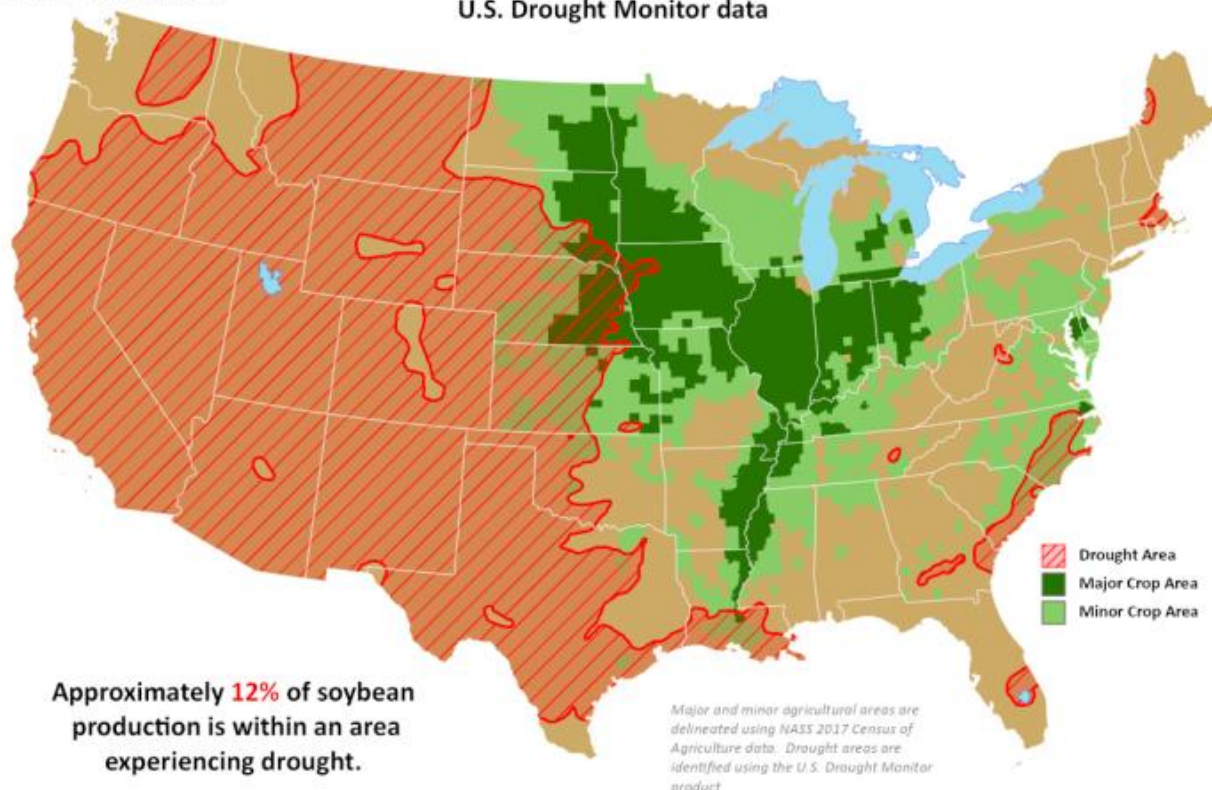 U.S. Drought Monitor data
Drought Area
Major Crop Area
Minor Crop Area
Approximately 12% of soybean
production is within an area
experiencing drought.
Major and minor agricultural areas are
delineated using NASS 2017 Census of
Agriculture data. Drought areas are
identified using the U.S. Drought Monitor
product